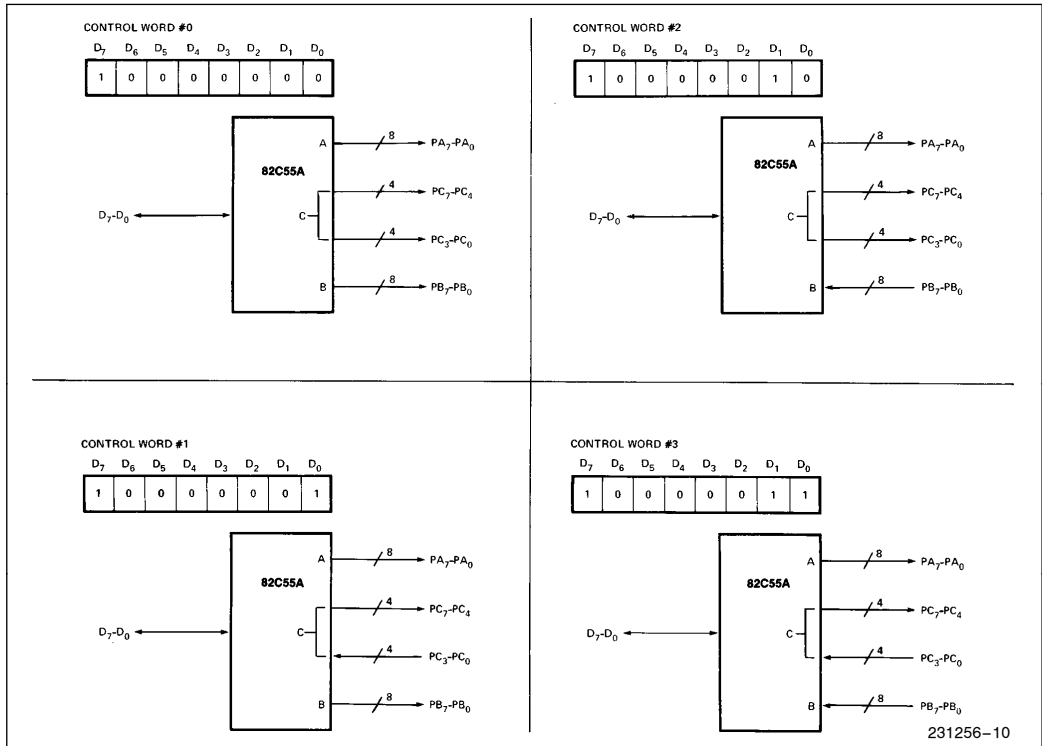 CONTROL WORD #0
D7 D6 D5 D4 D3 D2 D1 D0
1 0 0 0 0 0 0 0
A
8
PA7-PA0
82C55A
4
PC7-PC4
D7-D0
C
4
PC3-PC0
B
8
PB7-PB0
CONTROL WORD #2
D7 D6 D5 D4 D3 D2 D1 D0
1 0 0 0 0 0 1 0
A
8
PA7-PA0
82C55A
4
PC7-PC4
D7-D0
C
4
PC3-PC0
B
8
PB7-PB0
CONTROL WORD #1
D7 D6 D5 D4 D3 D2 D1 D0
1 0 0 0 0 0 0 1
A
8
PA7-PA0
82C55A
4
PC7-PC4
D7-D0
C
4
PC3-PC0
B
8
PB7-PB0
CONTROL WORD #3
D7 D6 D5 D4 D3 D2 D1 D0
1 0 0 0 0 0 1 1
A
8
PA7-PA0
82C55A
4
PC7-PC4
D7-D0
C
4
PC3-PC0
B
8
PB7-PB0
231256–10